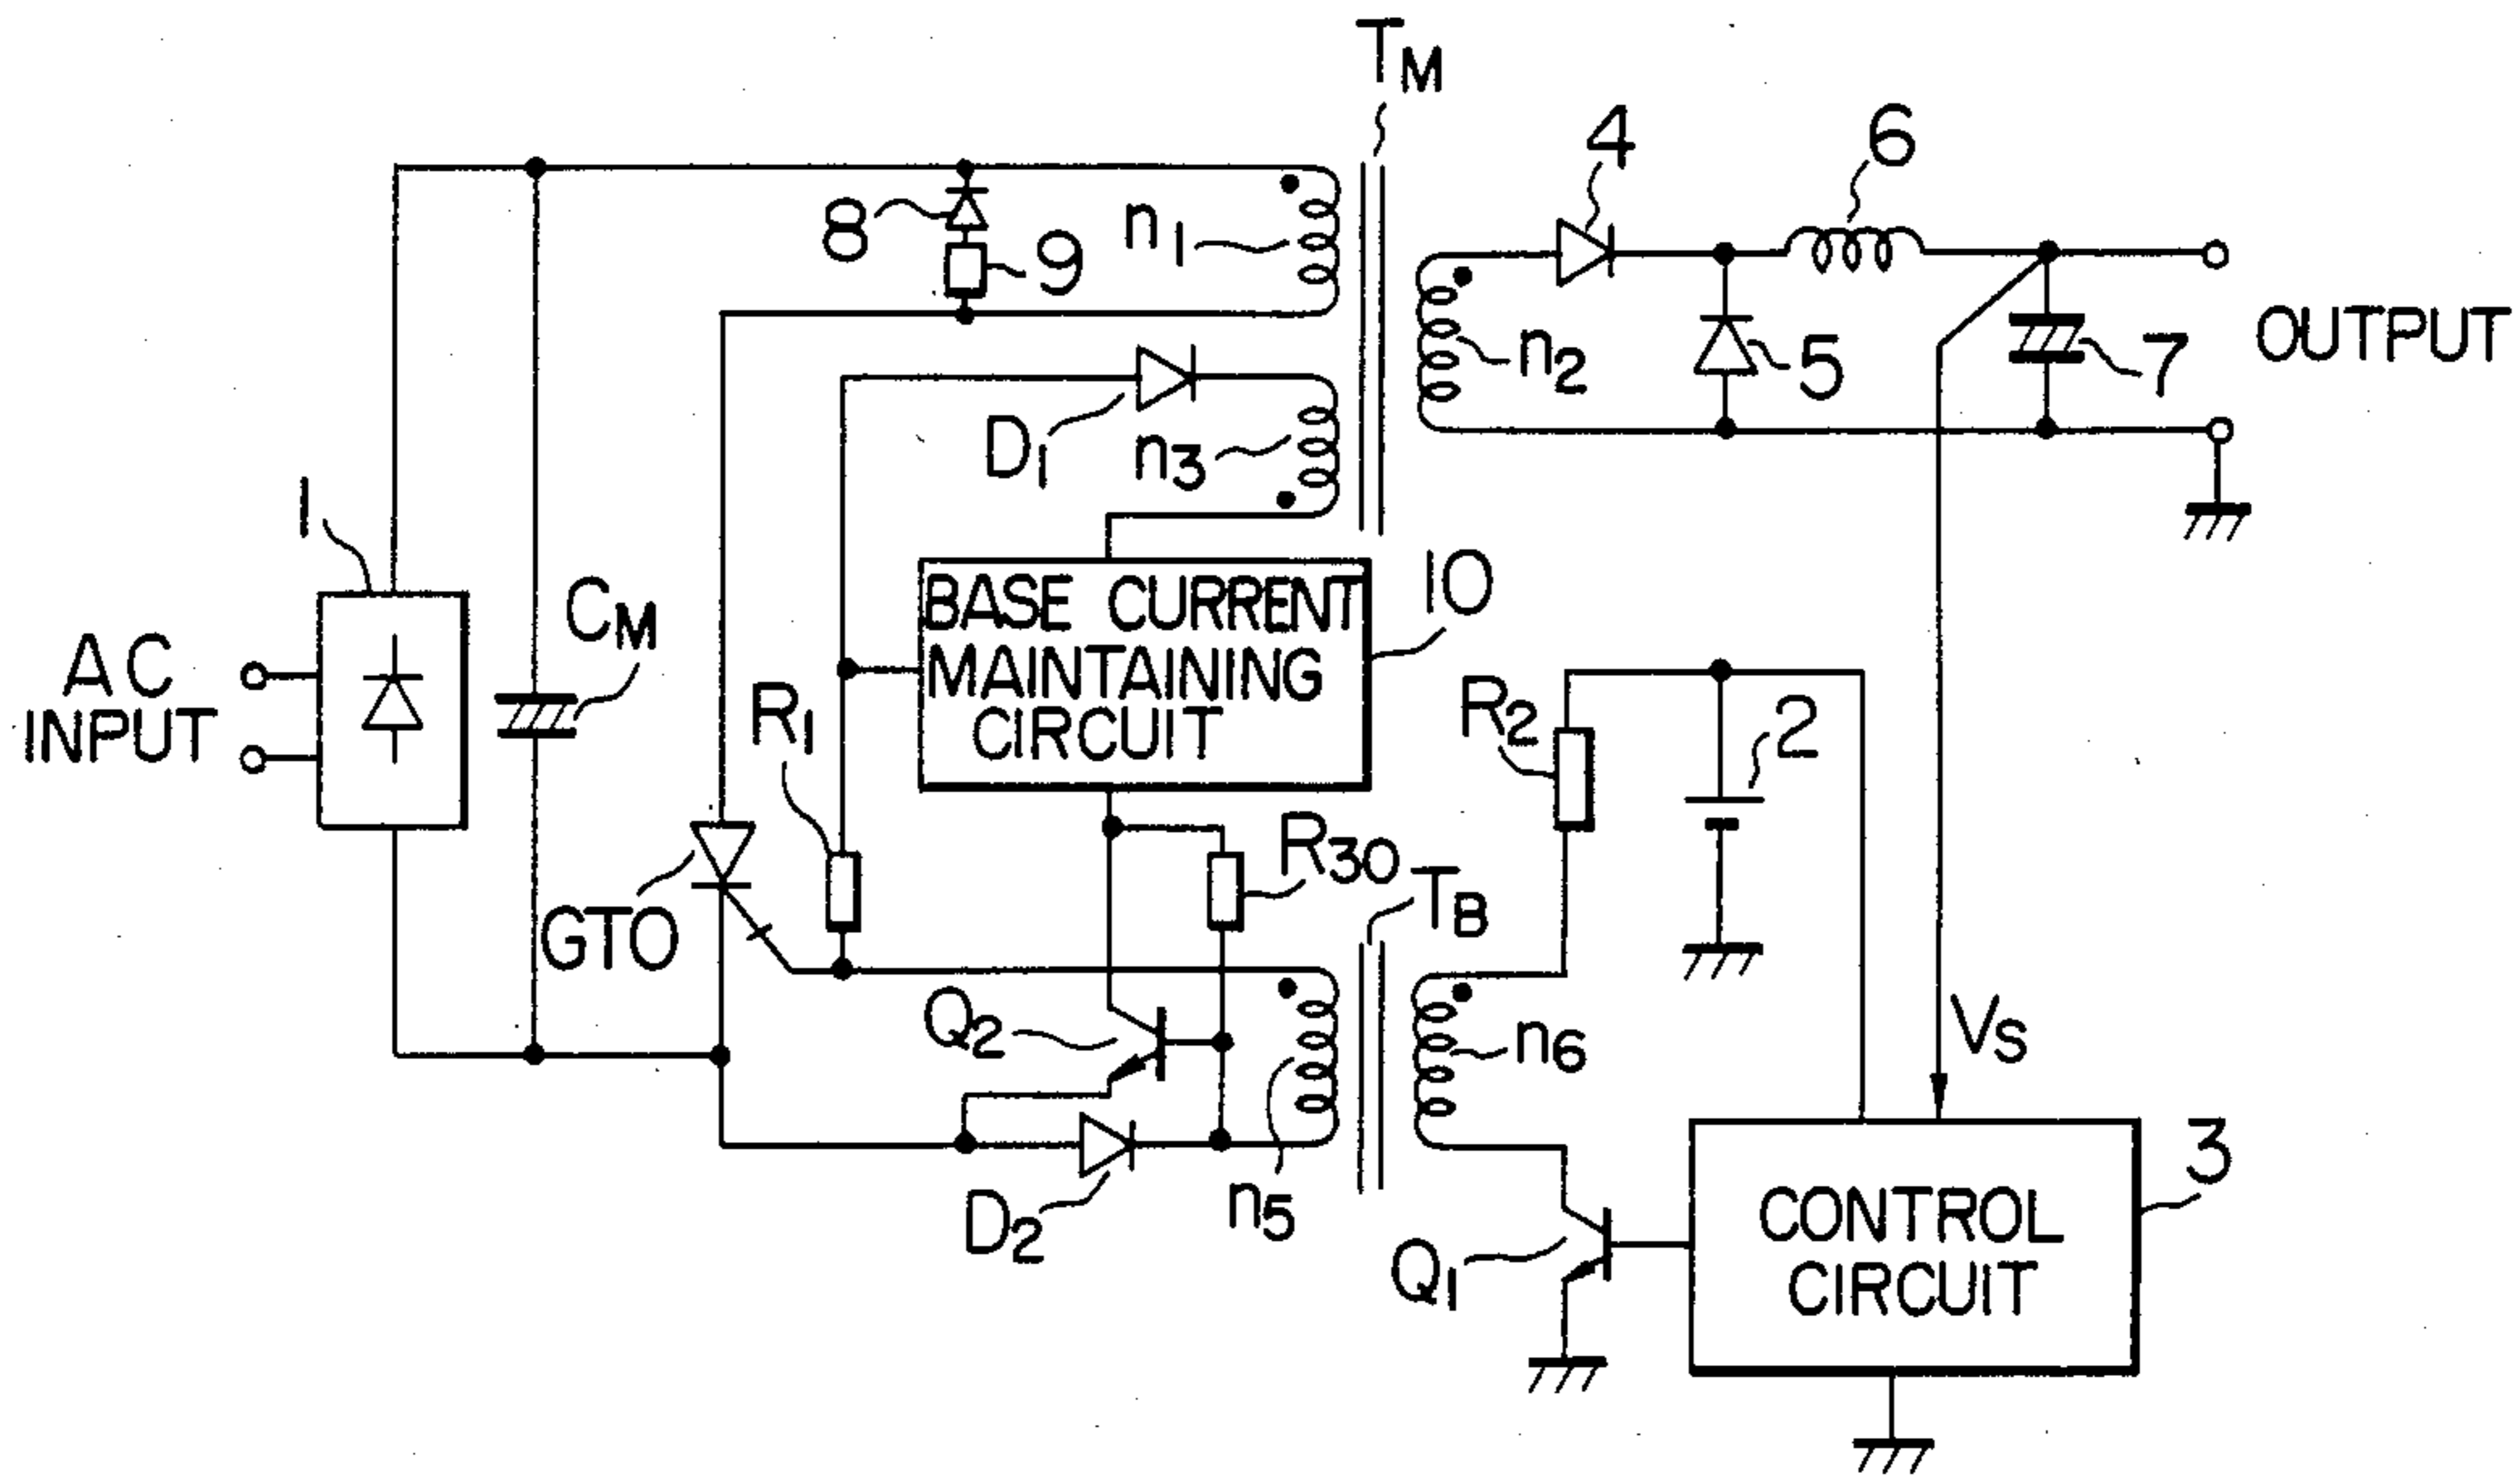 TM
4
6
8
9
n1
n2
5
7
OUTPUT
D1
n3
1
10
CM
BASE CURRENT
MAINTAINING
CIRCUIT
AC
INPUT
R1
R2
2
R30
TB
GTO
Q2
n6
VS
D2
n5
3
CONTROL
CIRCUIT
Q1